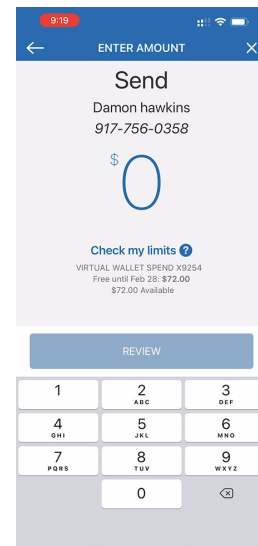 9:19
ENTER AMOUNT
Send
Damon hawkins
917-756-0358
$0
Check my limits ?
VIRTUAL WALLET SPEND X9254
Free until Feb 28: $72.00
$72.00 Available
REVIEW
1 2 3
ABC DEF
4 5 6
GHI JKL MNO
7 8 9
PQRS TUV WXYZ
0